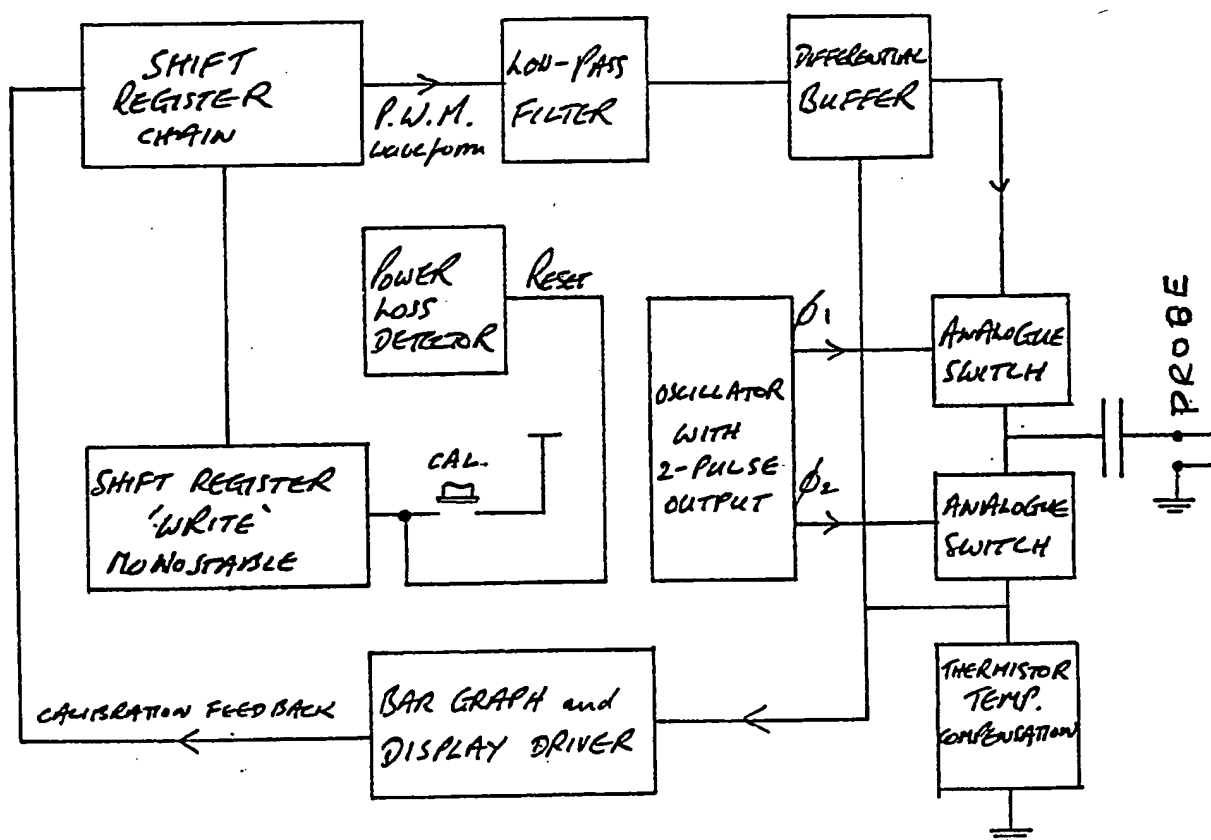 SHIFT
REGISTER
CHAIN
P.W.M.
waveform
LOW-PASS
FILTER
DIFFERENTIAL
BUFFER
POWER
LOSS
DETECTOR
RESET
OSCILLATOR
WITH
2-PULSE
OUTPUT
φ1
φ2
ANALOGUE
SWITCH
PROBE
ANALOGUE
SWITCH
SHIFT REGISTER
'WRITE'
MONOSTABLE
CAL.
THERMISTOR
TEMP.
COMPENSATION
CALIBRATION FEEDBACK
BAR GRAPH and
DISPLAY DRIVER